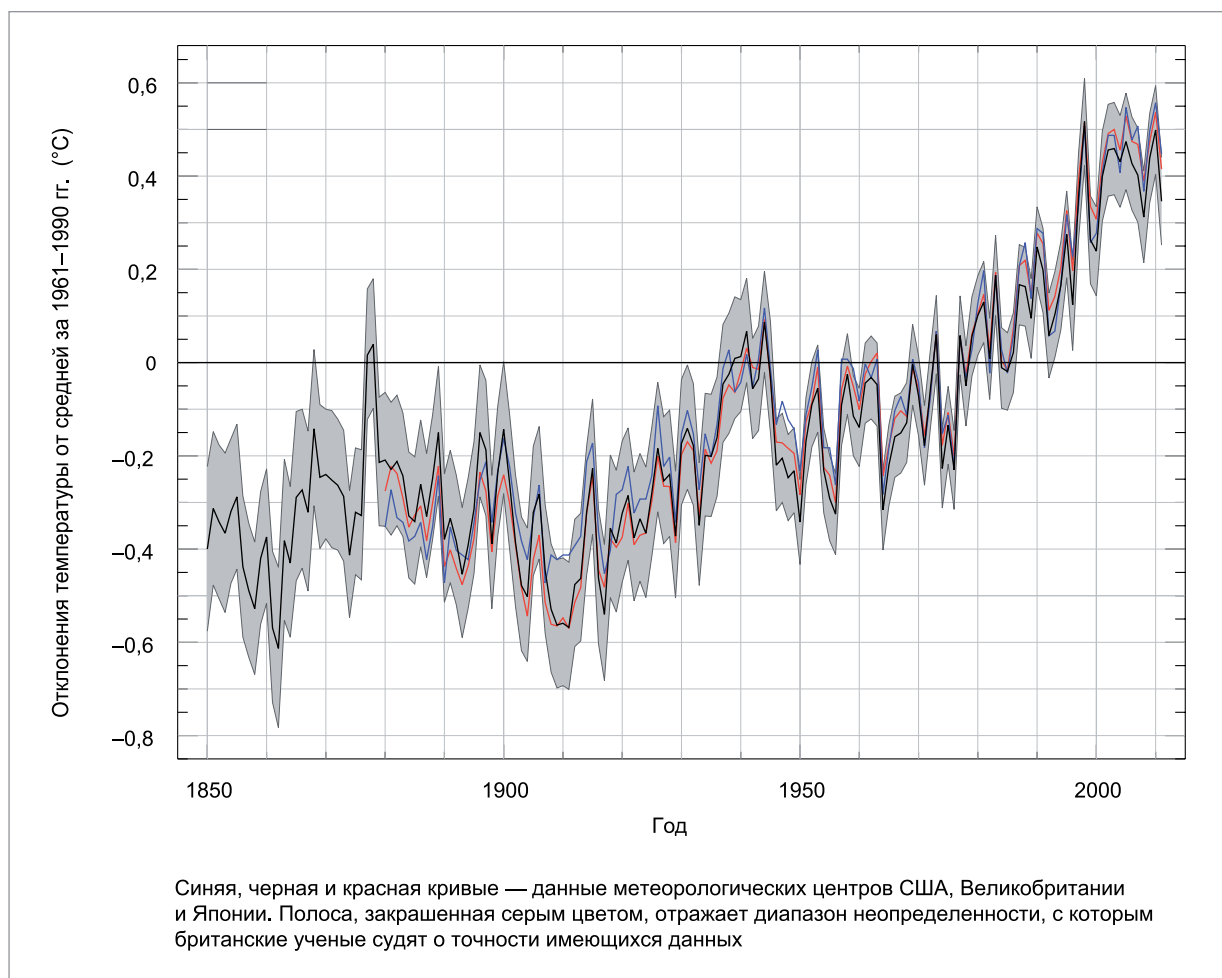 Отклонения температуры от средней за 1961–1990 гг. (°C)
0,6
0,4
0,2
0
–0,2
–0,4
–0,6
–0,8
1850 1900 1950 2000
Год
Синяя, черная и красная кривые — данные метеорологических центров США, Великобритании
и Японии. Полоса, закрашенная серым цветом, отражает диапазон неопределенности, с которым
британские ученые судят о точности имеющихся данных